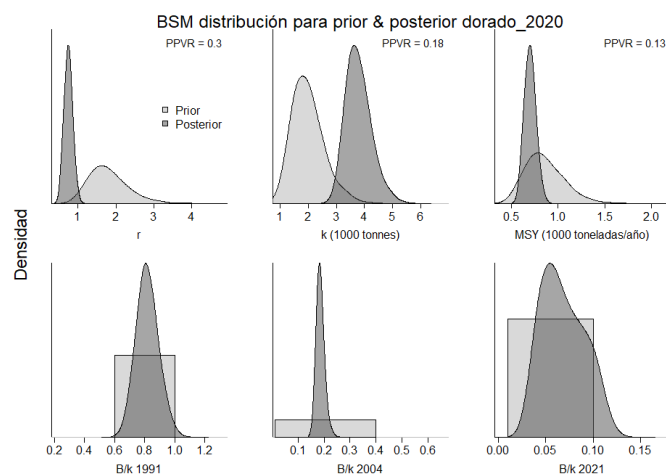 BSM distribución para prior & posterior dorado_2020
PPVR = 0.3
PPVR = 0.18
PPVR = 0.13
Prior
Posterior
Densidad
1 2 3 4
r
1 2 3 4 5 6
k (1000 tonnes)
0.5 1.0 1.5 2.0
MSY (1000 toneladas/año)
0.2 0.4 0.6 0.8 1.0 1.2
B/k 1991
0.1 0.2 0.3 0.4 0.5 0.6
B/k 2004
0.00 0.05 0.10 0.15
B/k 2021